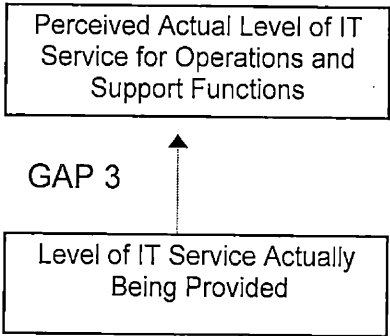 Perceived Actual Level of IT
Service for Operations and
Support Functions
GAP 3
Level of IT Service Actually
Being Provided